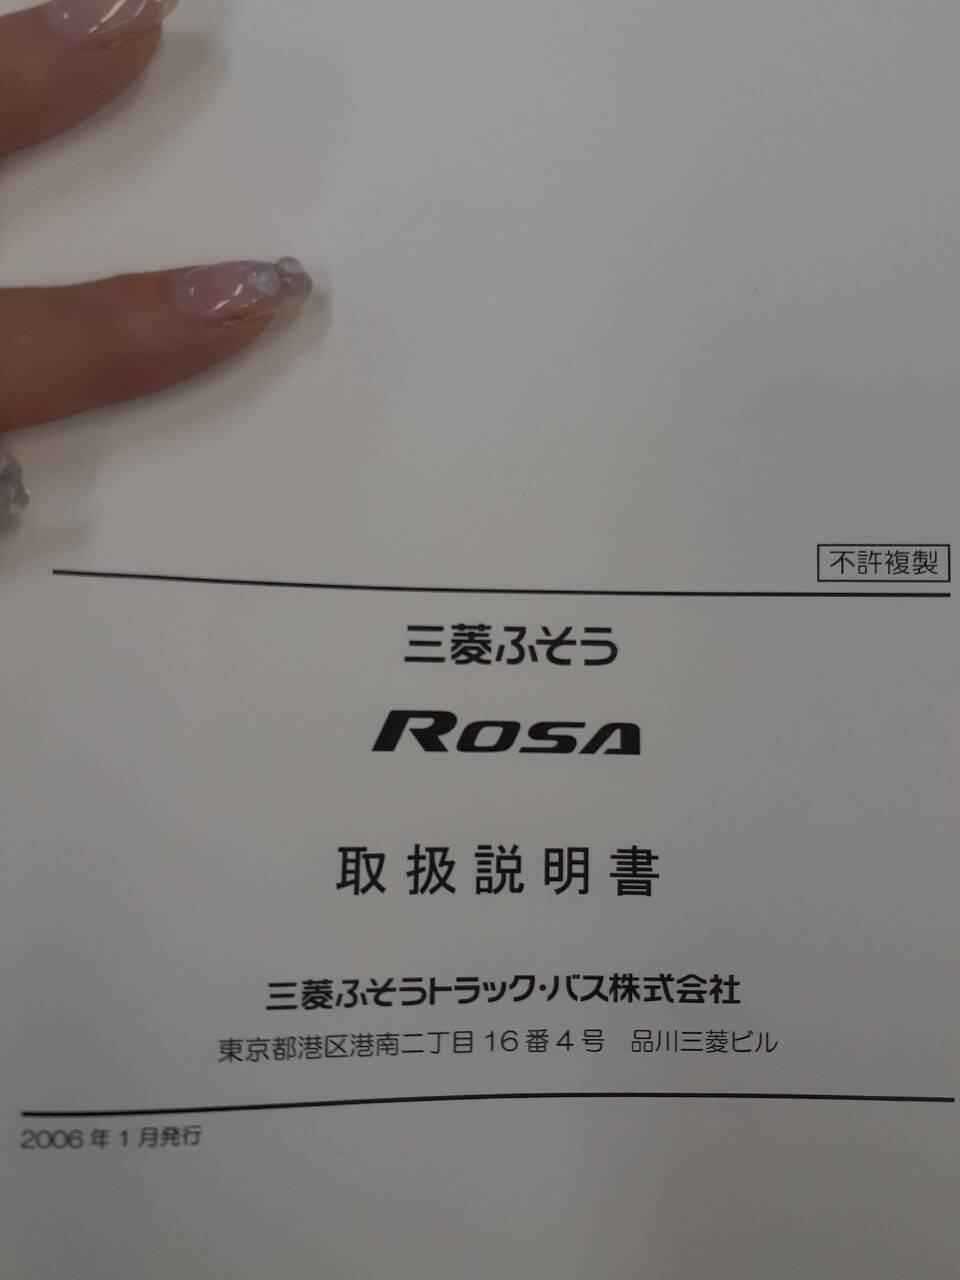 不許複製
三菱ふそう
ROSA
取扱説明書
三菱ふそうトラック・バス株式会社
東京都港区港南二丁目16番4号 品川三菱ビル
2006年1月発行